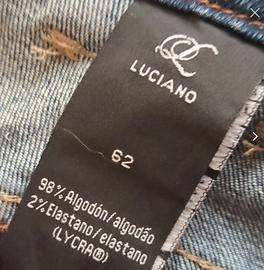 LUCIANO
62
98% Algodón/algodão
2% Elastano/elastano
(LYCRA®)